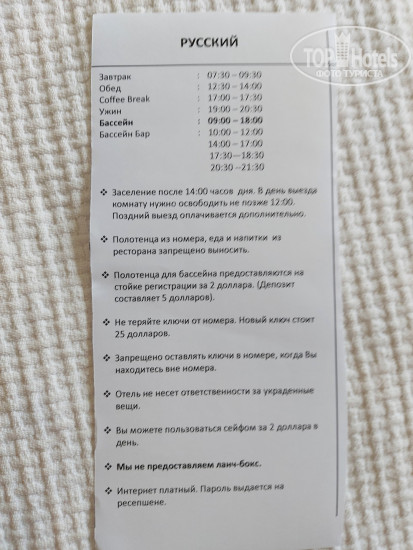 РУССКИЙ
TOP Hotels
ФОТО ТУРИСТА
Завтрак : 07:30 – 09:30
Обед : 12:30 – 14:00
Coffee Break : 17:00 – 17:30
Ужин : 19:00 – 20:30
Бассейн : 09:00 – 18:00
Бассейн Бар : 10:00 – 12:00
14:00 – 17:00
17:30 – 18:30
20:30 – 21:30
❖ Заселение после 14:00 часов дня. В день выезда
комнату нужно освободить не позже 12:00.
Поздний выезд оплачивается дополнительно.
❖ Полотенца из номера, еда и напитки из
ресторана запрещено выносить.
❖ Полотенца для бассейна предоставляются на
стойке регистрации за 2 доллара. (Депозит
составляет 5 долларов).
❖ Не теряйте ключи от номера. Новый ключ стоит
25 долларов.
❖ Запрещено оставлять ключи в номере, когда Вы
находитесь вне номера.
❖ Отель не несет ответственности за украденные
вещи.
❖ Вы можете пользоваться сейфом за 2 доллара в
день.
❖ Мы не предоставляем ланч-бокс.
❖ Интернет платный. Пароль выдается на
ресепшене.